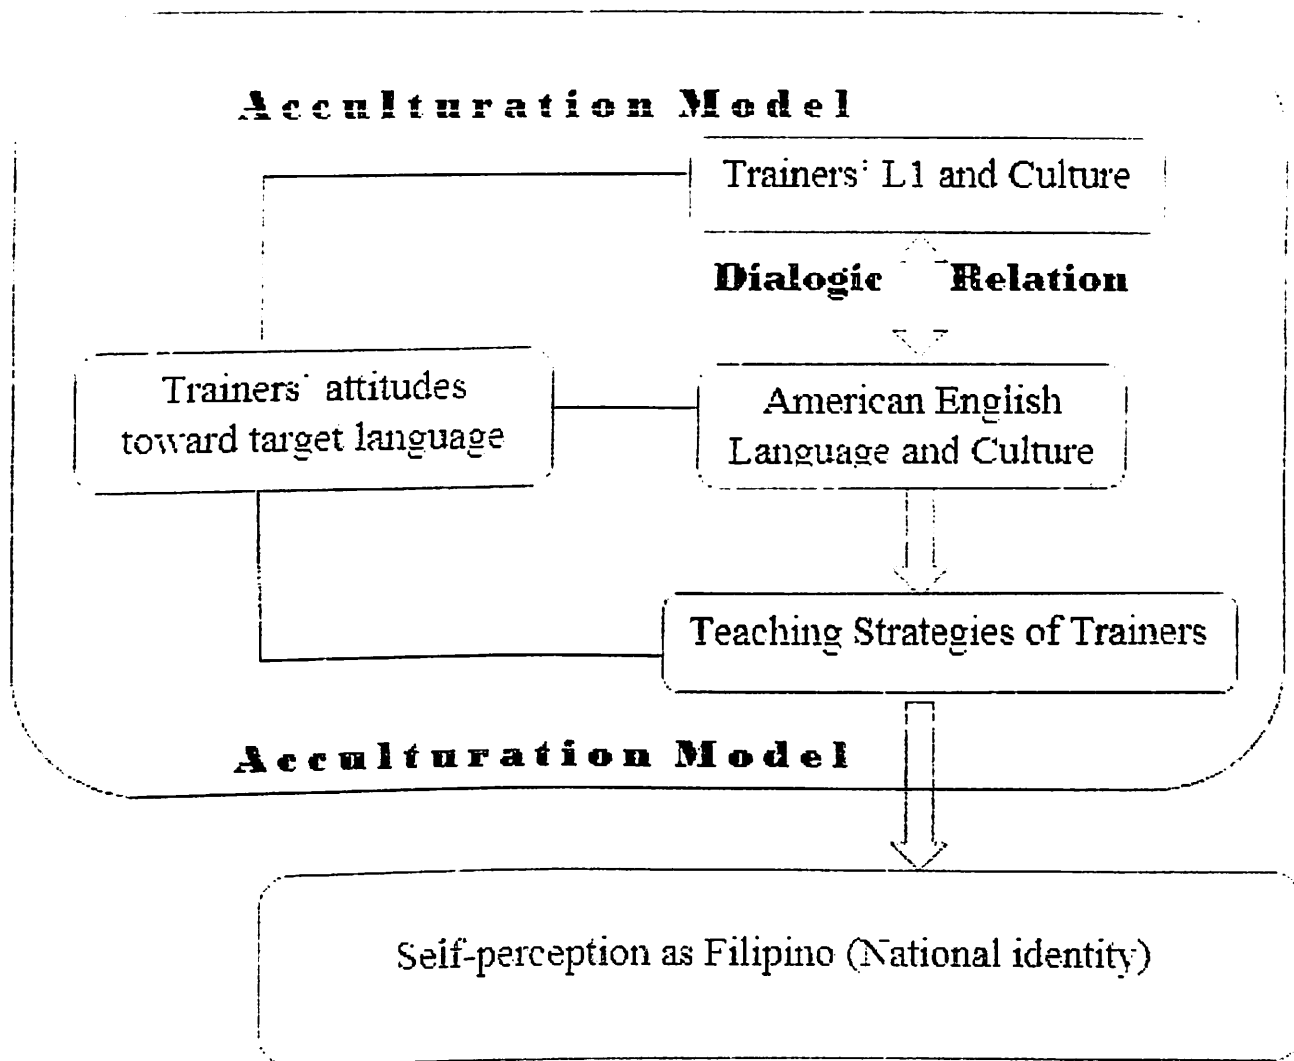 Acculturation Model
Trainers' L1 and Culture
Dialogic Relation
Trainers' attitudes
toward target language
American English
Language and Culture
Teaching Strategies of Trainers
Acculturation Model
Self-perception as Filipino (National identity)